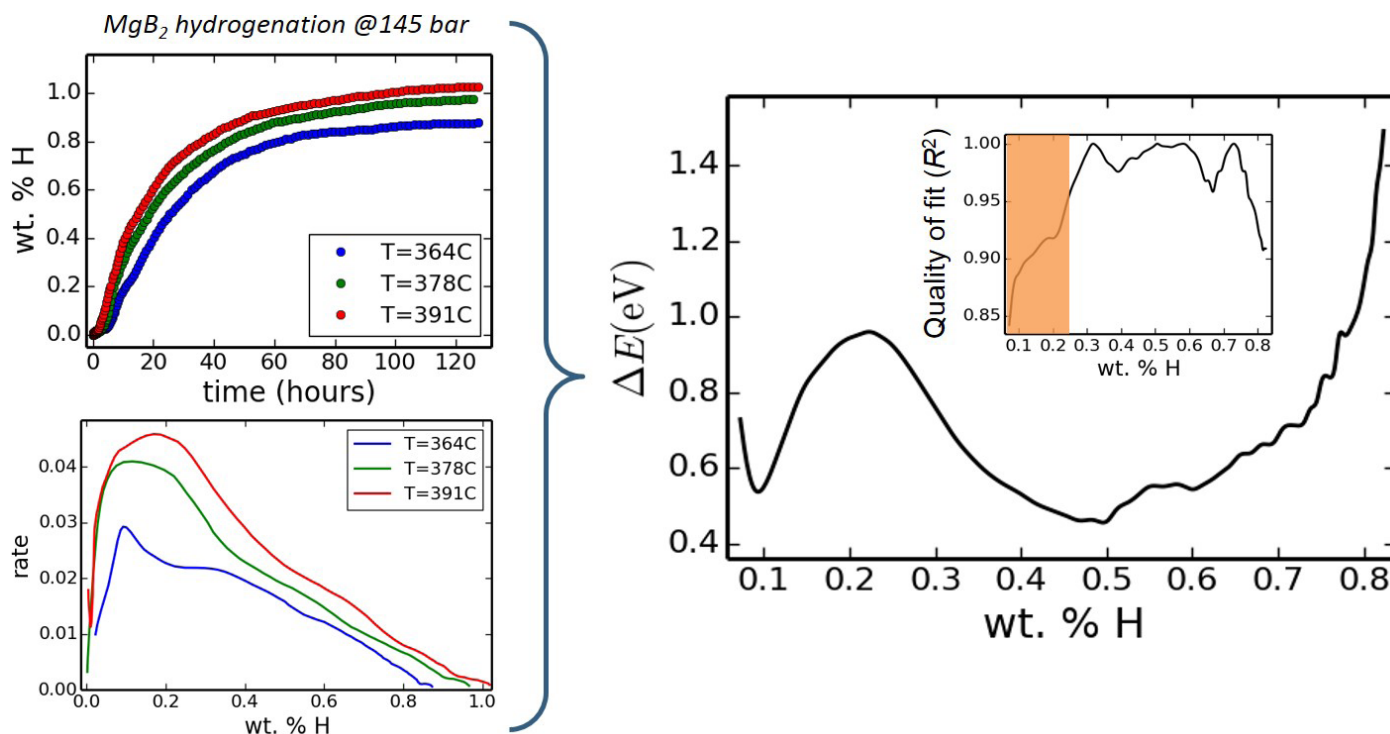 MgB₂ hydrogenation @145 bar
wt. % H
1.0
0.8
0.6
0.4
0.2
0.0
T=364C
T=378C
T=391C
0 20 40 60 80 100 120
time (hours)
rate
0.04
0.03
0.02
0.01
0.00
T=364C
T=378C
T=391C
0.0 0.2 0.4 0.6 0.8 1.0
wt. % H
ΔE(eV)
1.4
1.2
1.0
0.8
0.6
0.4
0.1 0.2 0.3 0.4 0.5 0.6 0.7 0.8
wt. % H
Quality of fit (R²)
1.00
0.95
0.90
0.85
0.1 0.2 0.3 0.4 0.5 0.6 0.7 0.8
wt. % H